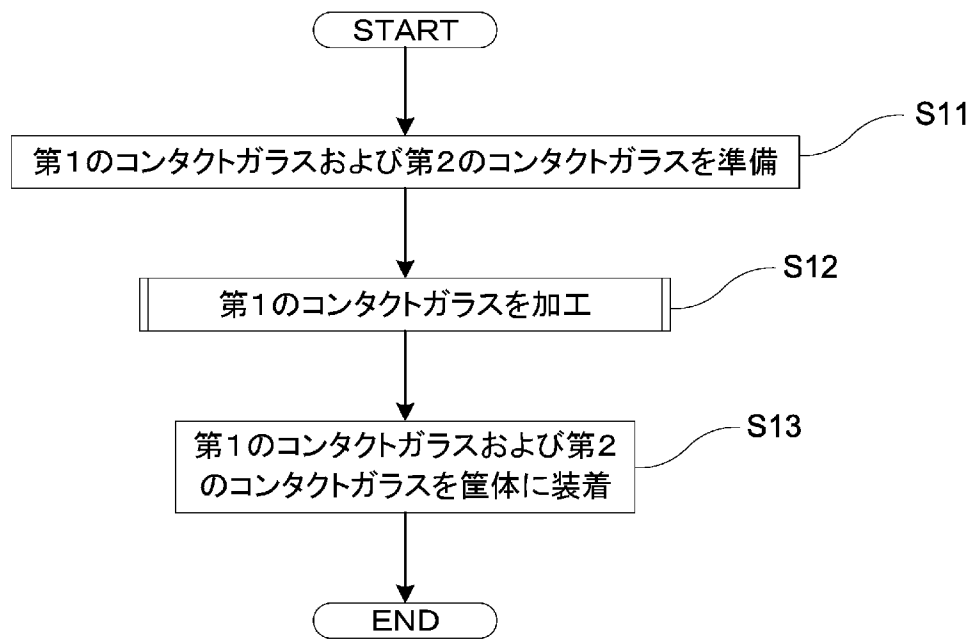 START
S11
第１のコンタクトガラスおよび第２のコンタクトガラスを準備
S12
第１のコンタクトガラスを加工
S13
第１のコンタクトガラスおよび第２
のコンタクトガラスを筐体に装着
END